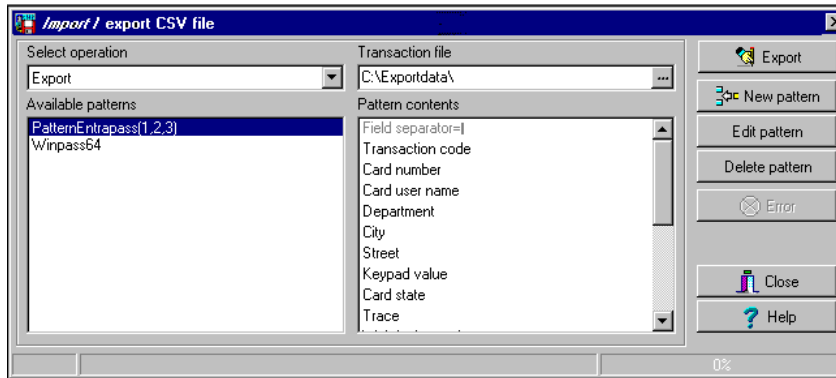 Import / export CSV file
Select operation
Export
Available patterns
PatternEntrapass(1,2,3)
Winpass64
Transaction file
C:\Exportdata\
...
Pattern contents
Field separator=|
Transaction code
Card number
Card user name
Department
City
Street
Keypad value
Card state
Trace
Export
New pattern
Edit pattern
Delete pattern
Error
Close
Help
0%